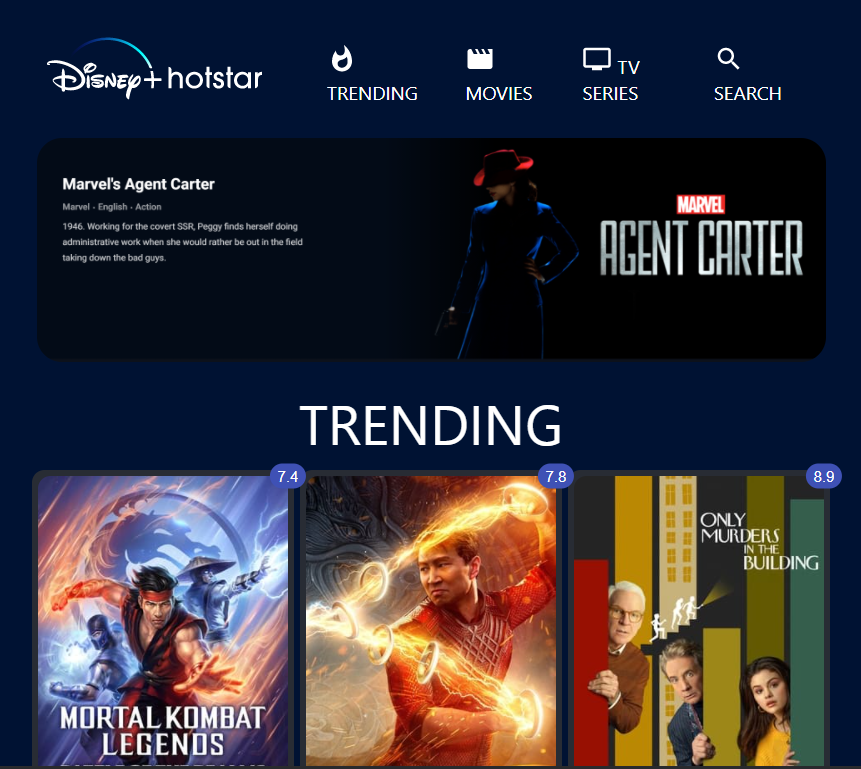 Disney+ hotstar
TRENDING
MOVIES
TV
SERIES
SEARCH
Marvel's Agent Carter
Marvel • English • Action
1946. Working for the covert SSR, Peggy finds herself doing
administrative work when she would rather be out in the field
taking down the bad guys.
MARVEL
AGENT CARTER
TRENDING
7.4
7.8
8.9
MORTAL KOMBAT
LEGENDS
ONLY
MURDERS
IN THE
BUILDING